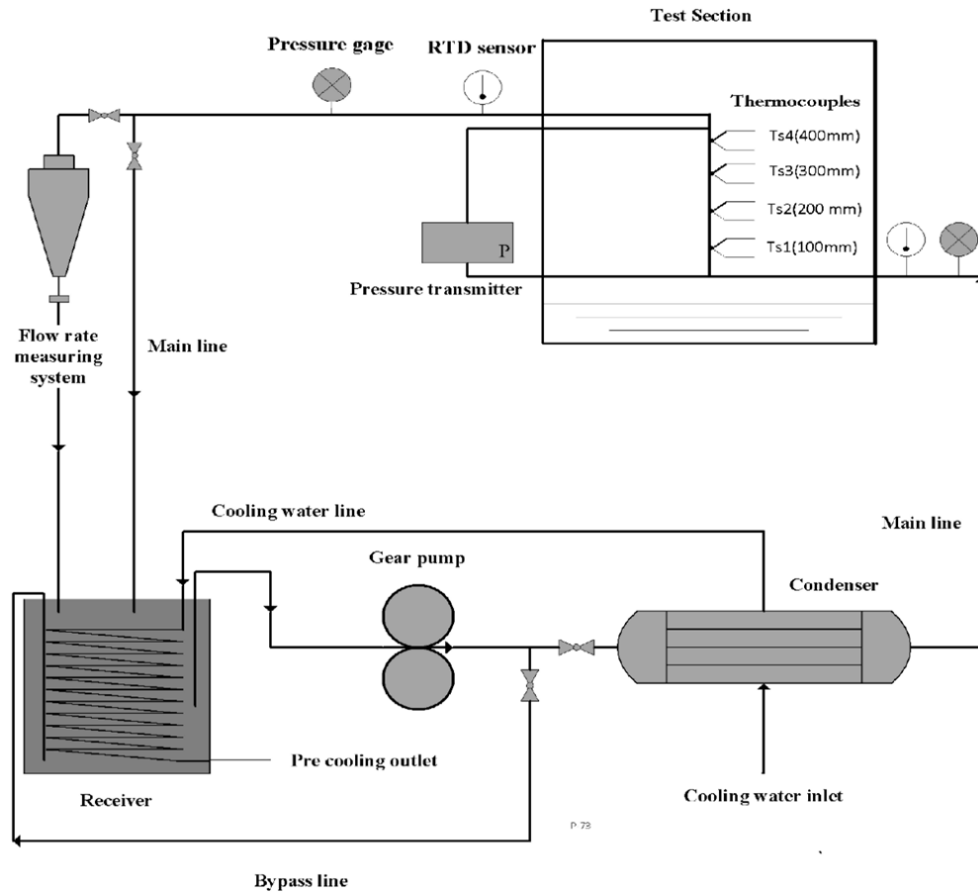 Test Section
Pressure gage
RTD sensor
Thermocouples
Ts4(400mm)
Ts3(300mm)
Ts2(200 mm)
Ts1(100mm)
P
Pressure transmitter
Flow rate
measuring
system
Main line
Cooling water line
Main line
Gear pump
Condenser
Pre cooling outlet
Receiver
Cooling water inlet
P 73
Bypass line